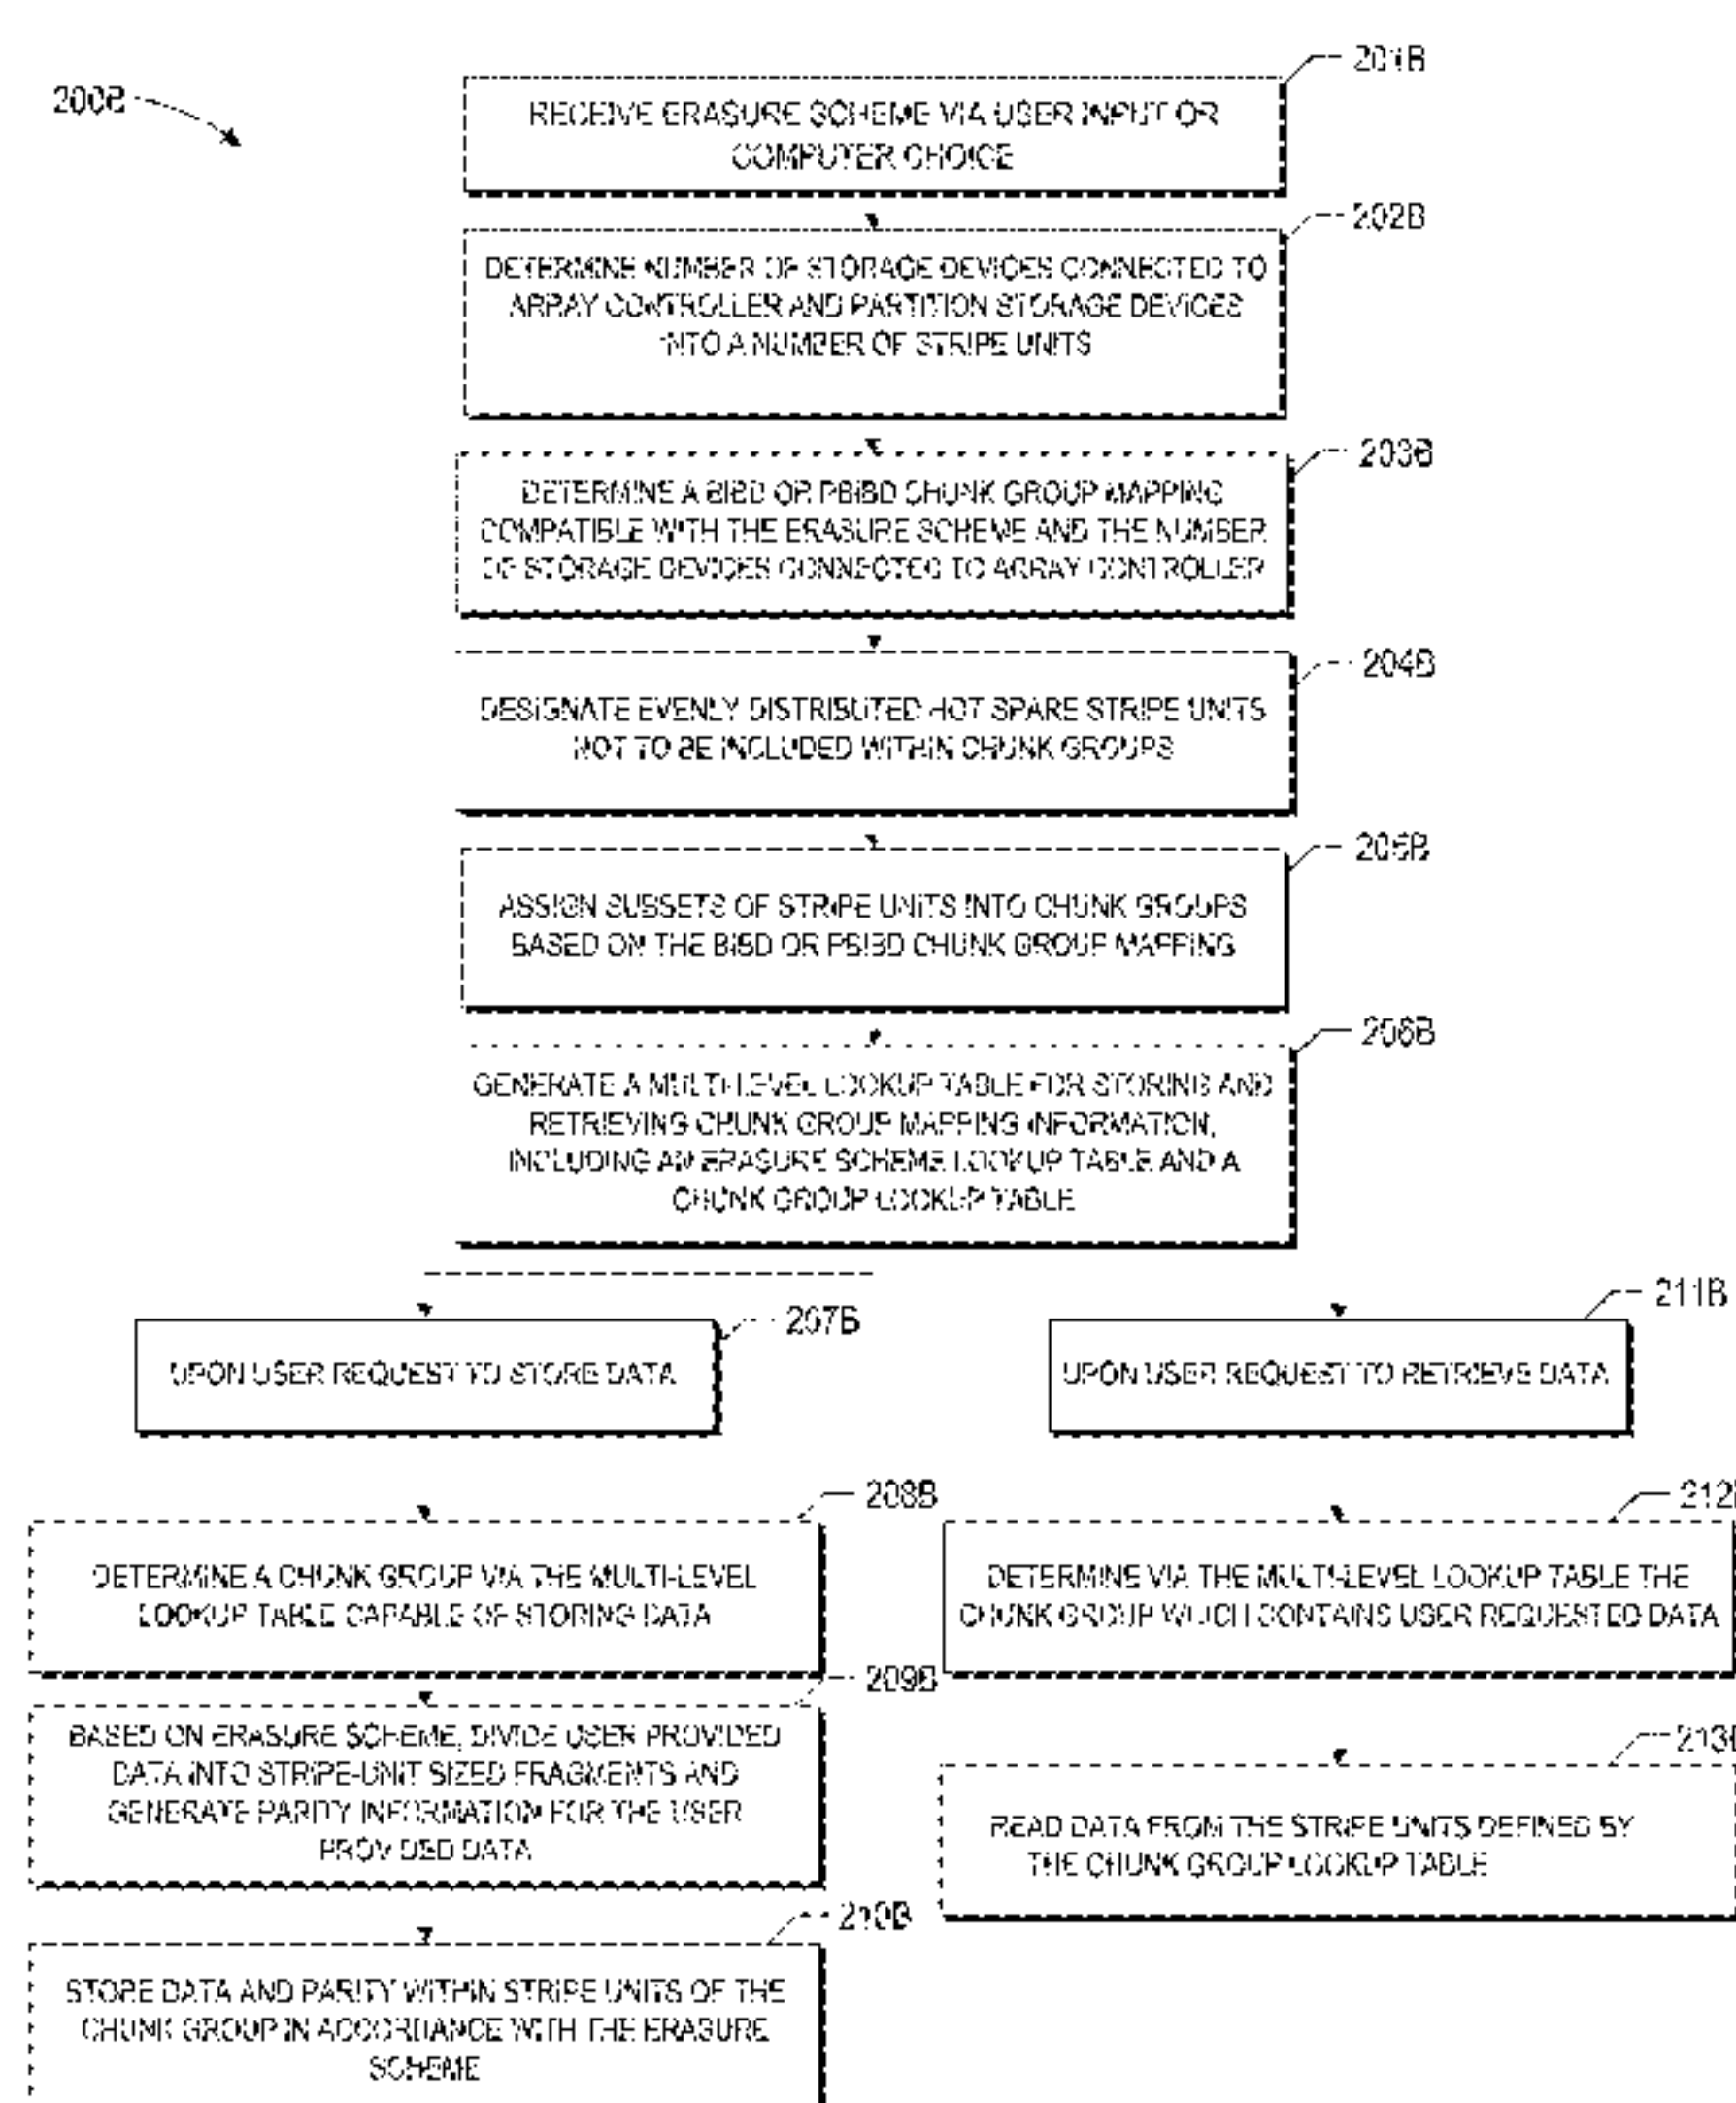 200B
201B
RECEIVE ERASURE SCHEME VIA USER INPUT OR
COMPUTER CHOICE
202B
DETERMINE NUMBER OF STORAGE DEVICES CONNECTED TO
ARRAY CONTROLLER AND PARTITION STORAGE DEVICES
INTO A NUMBER OF STRIPE UNITS
203B
DETERMINE A BIBD OR PBIBD CHUNK GROUP MAPPING
COMPATIBLE WITH THE ERASURE SCHEME AND THE NUMBER
OF STORAGE DEVICES CONNECTED TO ARRAY CONTROLLER
204B
DESIGNATE EVENLY DISTRIBUTED HOT SPARE STRIPE UNITS
NOT TO BE INCLUDED WITHIN CHUNK GROUPS
205B
ASSIGN SUBSETS OF STRIPE UNITS INTO CHUNK GROUPS
BASED ON THE BIBD OR PBIBD CHUNK GROUP MAPPING
206B
GENERATE A MULTI-LEVEL LOOKUP TABLE FOR STORING AND
RETRIEVING CHUNK GROUP MAPPING INFORMATION,
INCLUDING AN ERASURE SCHEME LOOKUP TABLE AND A
CHUNK GROUP LOOKUP TABLE
207B
UPON USER REQUEST TO STORE DATA
211B
UPON USER REQUEST TO RETRIEVE DATA
208B
DETERMINE A CHUNK GROUP VIA THE MULTI-LEVEL
LOOKUP TABLE CAPABLE OF STORING DATA
212B
DETERMINE VIA THE MULTI-LEVEL LOOKUP TABLE THE
CHUNK GROUP WHICH CONTAINS USER REQUESTED DATA
209B
BASED ON ERASURE SCHEME, DIVIDE USER PROVIDED
DATA INTO STRIPE-UNIT SIZED FRAGMENTS AND
GENERATE PARITY INFORMATION FOR THE USER
PROVIDED DATA
213B
READ DATA FROM THE STRIPE UNITS DEFINED BY
THE CHUNK GROUP LOOKUP TABLE
210B
STORE DATA AND PARITY WITHIN STRIPE UNITS OF THE
CHUNK GROUP IN ACCORDANCE WITH THE ERASURE
SCHEME